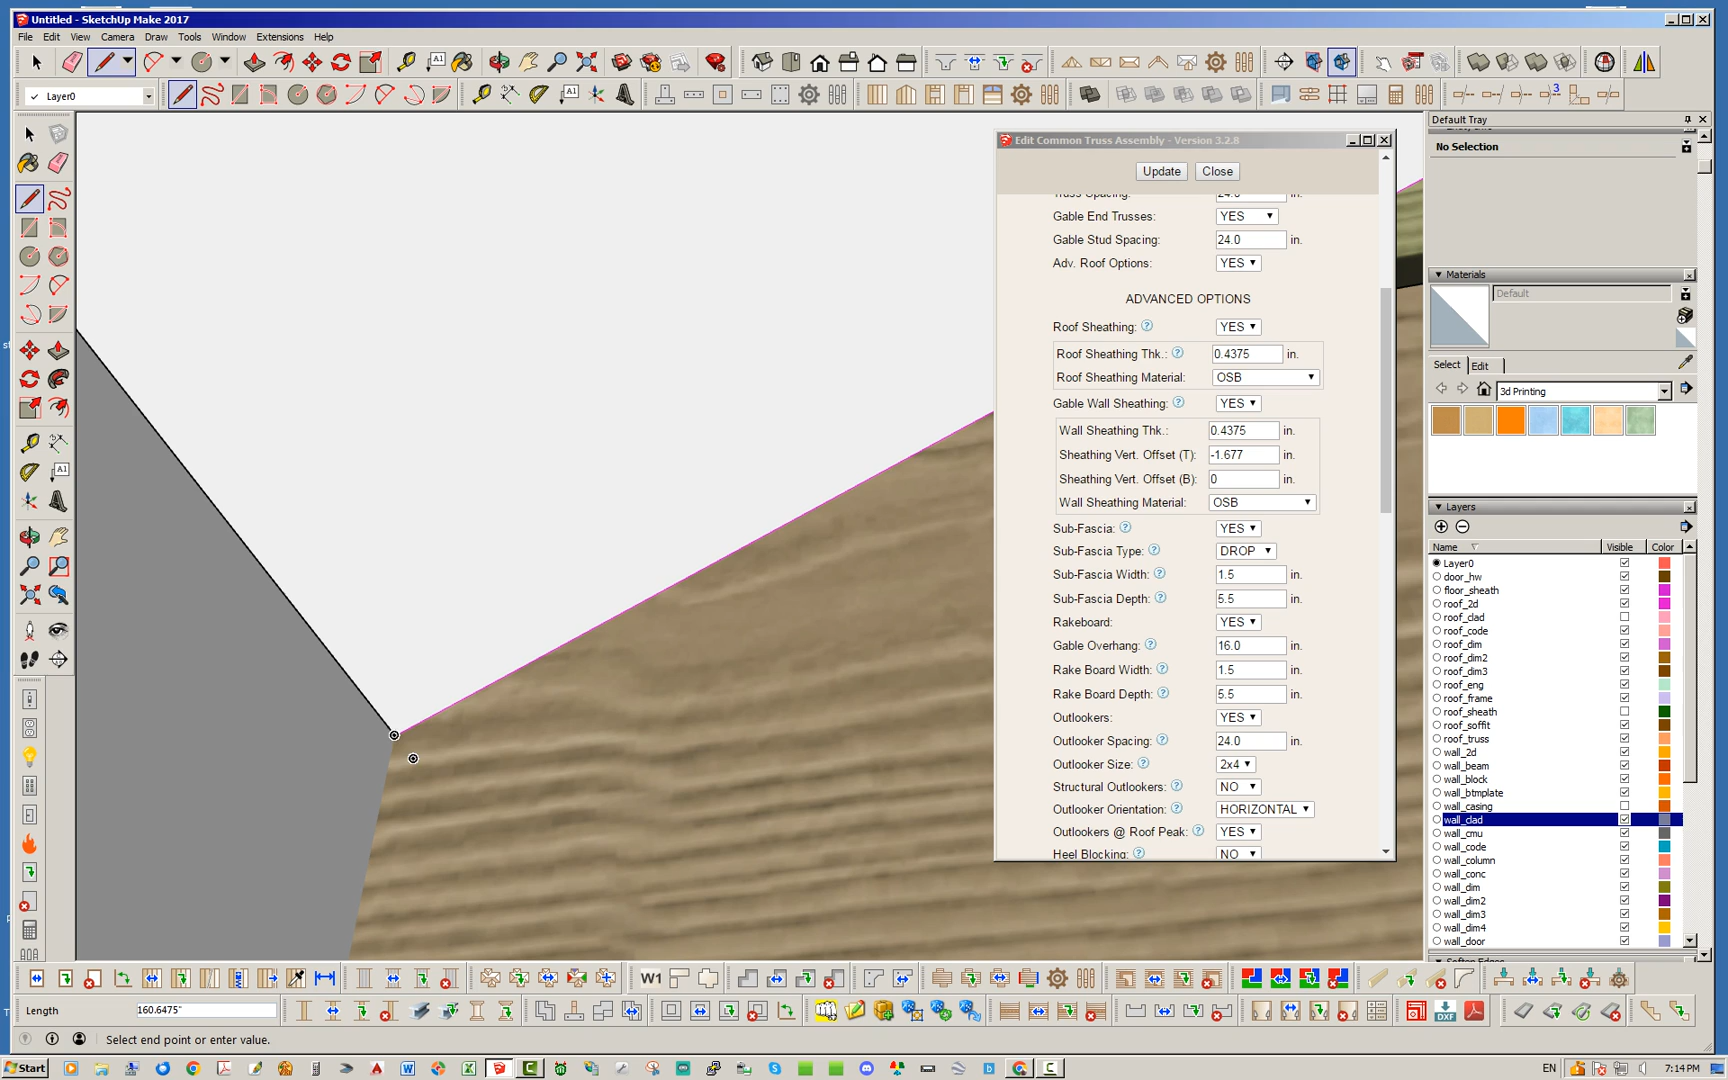 Untitled - SketchUp Make 2017
File Edit View Camera Draw Tools Window Extensions Help
Layer0
Default Tray
No Selection
Edit Common Truss Assembly - Version 3.2.8
Update Close
Truss Spacing: 24.0 in.
Gable End Trusses: YES
Gable Stud Spacing: 24.0 in.
Adv. Roof Options: YES
ADVANCED OPTIONS
Roof Sheathing: YES
Roof Sheathing Thk.: 0.4375 in.
Roof Sheathing Material: OSB
Gable Wall Sheathing: YES
Wall Sheathing Thk.: 0.4375 in.
Sheathing Vert. Offset (T): -1.677 in.
Sheathing Vert. Offset (B): 0 in.
Wall Sheathing Material: OSB
Sub-Fascia: YES
Sub-Fascia Type: DROP
Sub-Fascia Width: 1.5 in.
Sub-Fascia Depth: 5.5 in.
Rakeboard: YES
Gable Overhang: 16.0 in.
Rake Board Width: 1.5 in.
Rake Board Depth: 5.5 in.
Outlookers: YES
Outlooker Spacing: 24.0 in.
Outlooker Size: 2x4
Structural Outlookers: NO
Outlooker Orientation: HORIZONTAL
Outlookers @ Roof Peak: YES
Heel Blocking: NO
Materials
Default
Select Edit
3d Printing
Layers
Name Visible Color
Layer0
door_hw
floor_sheath
roof_2d
roof_clad
roof_code
roof_dim
roof_dim2
roof_dim3
roof_eng
roof_frame
roof_sheath
roof_soffit
roof_truss
wall_2d
wall_beam
wall_block
wall_btmplate
wall_casing
wall_clad
wall_cmu
wall_code
wall_column
wall_conc
wall_dim
wall_dim2
wall_dim3
wall_dim4
wall_door
W1
Length 160.6475"
DXF
Select end point or enter value.
Start
EN 7:14 PM